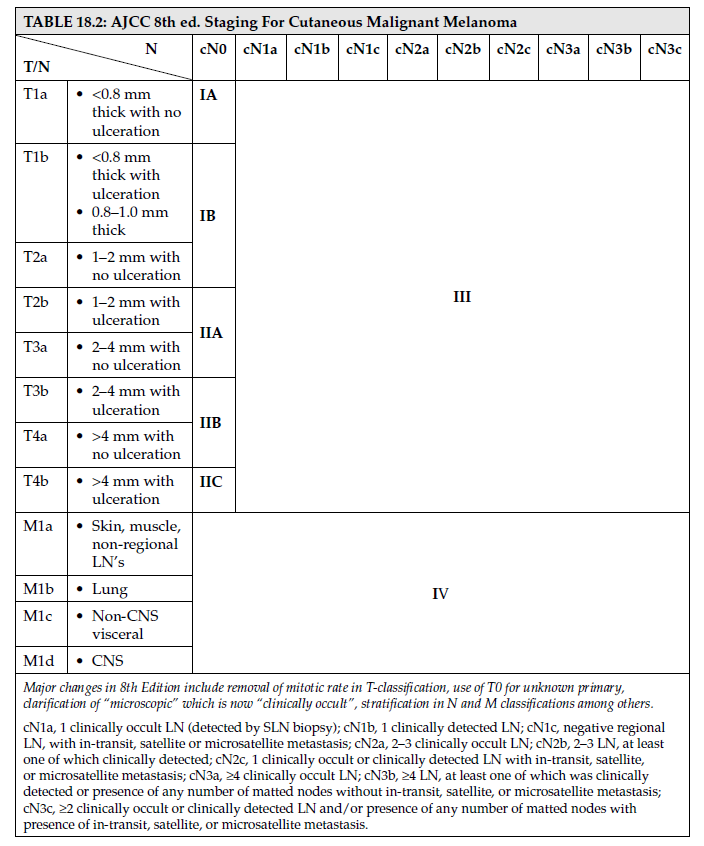 TABLE 18.2: AJCC 8th ed. Staging For Cutaneous Malignant Melanoma
N
T/N
cN0 cN1a cN1b cN1c cN2a cN2b cN2c cN3a cN3b cN3c
T1a • <0.8 mm
thick with no
ulceration
IA
T1b • <0.8 mm
thick with
ulceration
• 0.8–1.0 mm
thick
IB
T2a • 1–2 mm with
no ulceration
T2b • 1–2 mm with
ulceration
IIA
T3a • 2–4 mm with
no ulceration
T3b • 2–4 mm with
ulceration
IIB
T4a • >4 mm with
no ulceration
T4b • >4 mm with
ulceration
IIC
III
M1a • Skin, muscle,
non-regional
LN’s
M1b • Lung
M1c • Non-CNS
visceral
M1d • CNS
IV
Major changes in 8th Edition include removal of mitotic rate in T-classification, use of T0 for unknown primary,
clarification of “microscopic” which is now “clinically occult”, stratification in N and M classifications among others.
cN1a, 1 clinically occult LN (detected by SLN biopsy); cN1b, 1 clinically detected LN; cN1c, negative regional
LN, with in-transit, satellite or microsatellite metastasis; cN2a, 2–3 clinically occult LN; cN2b, 2–3 LN, at least
one of which clinically detected; cN2c, 1 clinically occult or clinically detected LN with in-transit, satellite,
or microsatellite metastasis; cN3a, ≥4 clinically occult LN; cN3b, ≥4 LN, at least one of which was clinically
detected or presence of any number of matted nodes without in-transit, satellite, or microsatellite metastasis;
cN3c, ≥2 clinically occult or clinically detected LN and/or presence of any number of matted nodes with
presence of in-transit, satellite, or microsatellite metastasis.